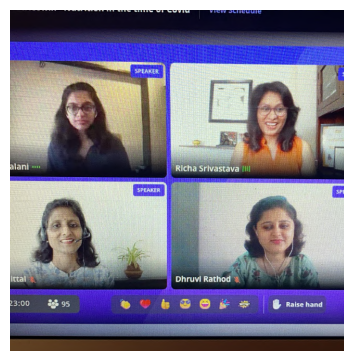 Nutrition in the time of Covid
View Schedule
SPEAKER
SPEAKER
alani
Richa Srivastava
SPEAKER
SPEAKER
ittal
Dhruvi Rathod
23:00
95
Raise hand